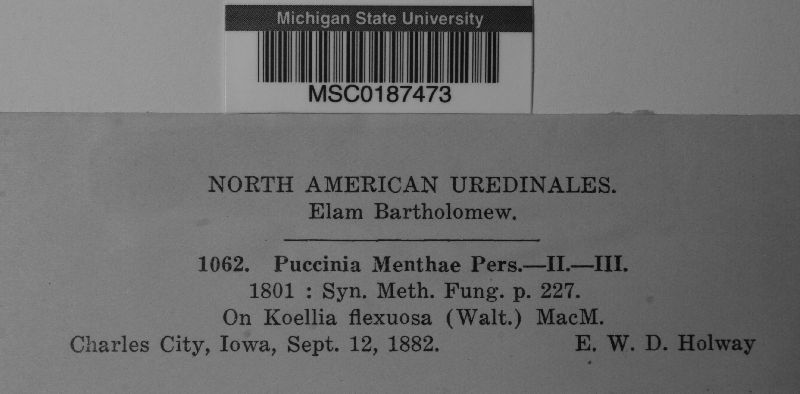 Michigan State University
MSC0187473
NORTH AMERICAN UREDINALES.
Elam Bartholomew.
1062. Puccinia Menthae Pers.—II.—III.
1801 : Syn. Meth. Fung. p. 227.
On Koellia flexuosa (Walt.) MacM.
Charles City, Iowa, Sept. 12, 1882. E. W. D. Holway